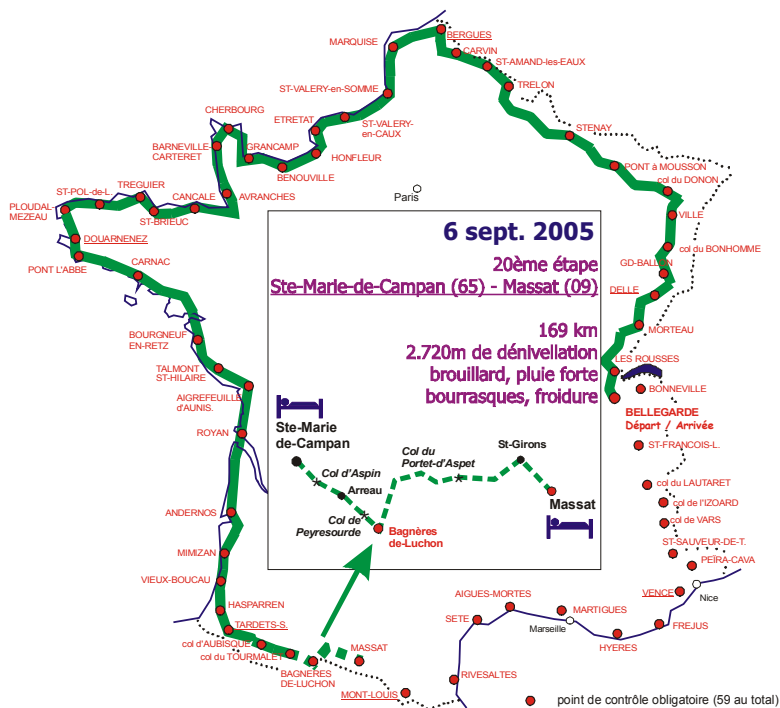 BERGUES
MARQUISE
CARVIN
ST-AMAND-les-EAUX
TRELON
ST-VALERY-en-SOMME
CHERBOURG
ETRETAT
ST-VALERY-
en-CAUX
STENAY
BARNEVILLE-
CARTERET
GRANCAMP
HONFLEUR
BENOUVILLE
PONT à MOUSSON
col du DONON
ST-POL-de-L.
TREGUIER
CANCALE
AVRANCHES
Paris
PLOUDAL-
MEZEAU
ST-BRIEUC
VILLE
DOUARNENEZ
col du BONHOMME
PONT L'ABBE
CARNAC
GD-BALLON
DELLE
BOURGNEUF
EN-RETZ
MORTEAU
TALMONT
ST-HILAIRE
LES ROUSSES
AIGREFEUILLE
d'AUNIS.
BONNEVILLE
BELLEGARDE
Départ / Arrivée
ROYAN
ST-FRANCOIS-L.
col du LAUTARET
col de l'IZOARD
col de VARS
ANDERNOS
ST-SAUVEUR-DE-T.
PEÏRA-CAVA
MIMIZAN
VIEUX-BOUCAU
VENCE
Nice
HASPARREN
AIGUES-MORTES
MARTIGUES
SETE
Marseille
FREJUS
HYERES
TARDETS-S.
col d'AUBISQUE
col du TOURMALET
MASSAT
BAGNERES
DE-LUCHON
MONT-LOUIS
RIVESALTES
6 sept. 2005
20ème étape
Ste-Marie-de-Campan (65) - Massat (09)
169 km
2.720m de dénivellation
brouillard, pluie forte
bourrasques, froidure
Ste-Marie
de-Campan
Col d'Aspin
Arreau
Col de
Peyresourde
Bagnères
de-Luchon
Col du
Portet-d'Aspet
St-Girons
Massat
point de contrôle obligatoire (59 au total)